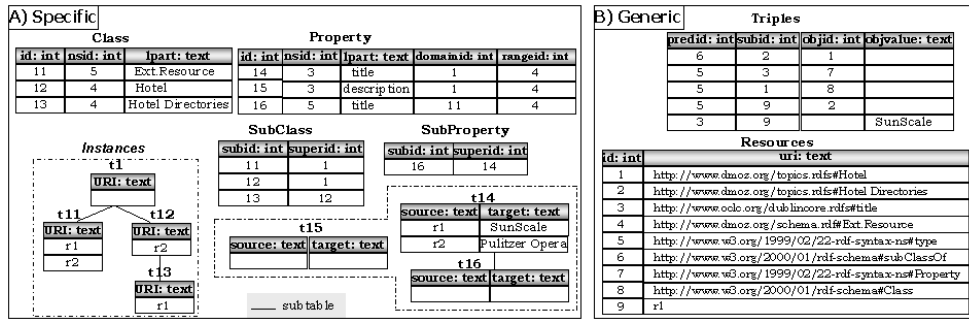 A) Specific
Class
id: int nsid: int lpart: text
11 5 Ext.Resource
12 4 Hotel
13 4 Hotel Directories
Property
id: int nsid: int lpart: text domainid: int rangeid: int
14 3 title 1 4
15 3 description 1 4
16 5 title 11 4
SubClass
subid: int superid: int
11 1
12 1
13 12
SubProperty
subid: int superid: int
16 14
Instances
t1
URI: text
t11
URI: text
r1
r2
t12
URI: text
r2
t13
URI: text
r1
t15
source: text target: text
t14
source: text target: text
r1 SunScale
r2 Pulitzer Opera
t16
source: text target: text
subtable
B) Generic
Triples
predid: int subid: int objid: int objvalue: text
6 2 1
5 3 7
5 1 8
5 9 2
3 9 SunScale
Resources
id: int uri: text
1 http://www.dmoz.org/topics.rdfs#Hotel
2 http://www.dmoz.org/topics.rdfs#Hotel Directories
3 http://www.oclc.org/dublincore.rdfs#title
4 http://www.dmoz.org/schema.rdf#Ext.Resource
5 http://www.w3.org/1999/02/22-rdf-syntax-ns#type
6 http://www.w3.org/2000/01/rdf-schema#subClassOf
7 http://www.w3.org/1999/02/22-rdf-syntax-ns#Property
8 http://www.w3.org/2000/01/rdf-schema#Class
9 r1